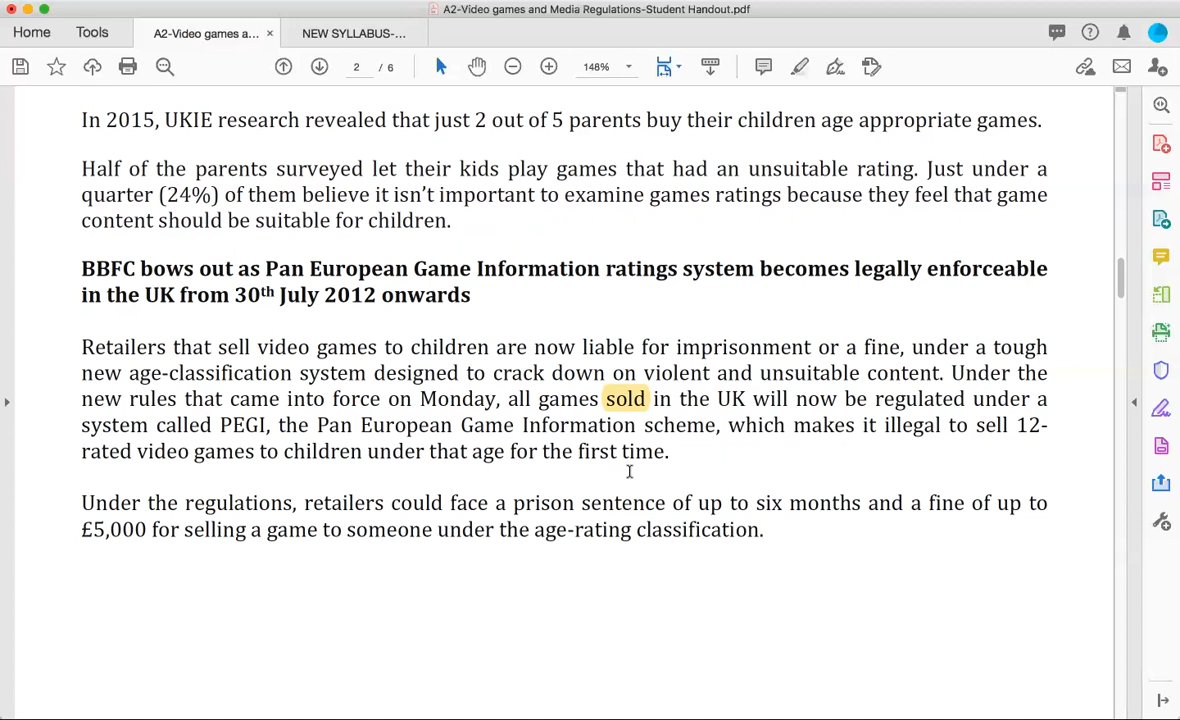 A2-Video games and Media Regulations-Student Handout.pdf
Home
Tools
A2-Video games a... ×
NEW SYLLABUS-...
2 / 6
148%
In 2015, UKIE research revealed that just 2 out of 5 parents buy their children age appropriate games.
Half of the parents surveyed let their kids play games that had an unsuitable rating. Just under a
quarter (24%) of them believe it isn't important to examine games ratings because they feel that game
content should be suitable for children.
BBFC bows out as Pan European Game Information ratings system becomes legally enforceable
in the UK from 30th July 2012 onwards
Retailers that sell video games to children are now liable for imprisonment or a fine, under a tough
new age-classification system designed to crack down on violent and unsuitable content. Under the
new rules that came into force on Monday, all games sold in the UK will now be regulated under a
system called PEGI, the Pan European Game Information scheme, which makes it illegal to sell 12-
rated video games to children under that age for the first time.
Under the regulations, retailers could face a prison sentence of up to six months and a fine of up to
£5,000 for selling a game to someone under the age-rating classification.